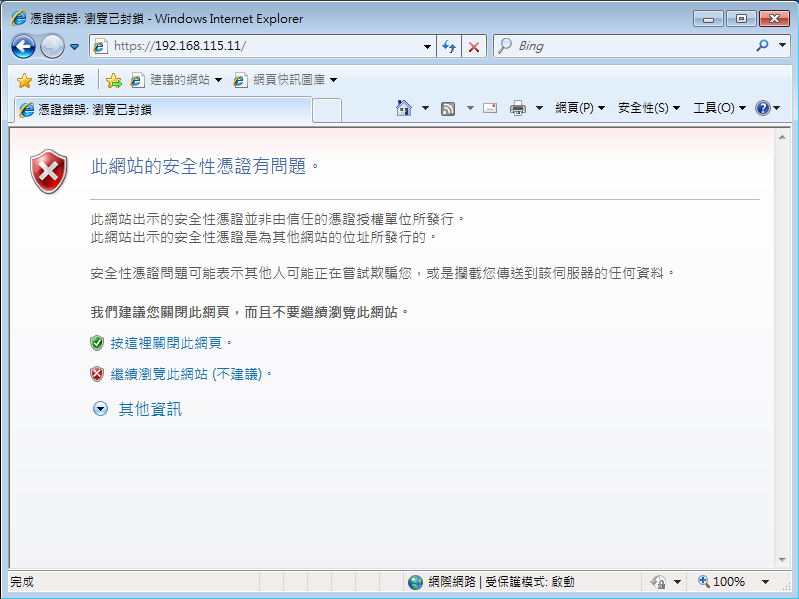 憑證錯誤: 瀏覽已封鎖 - Windows Internet Explorer
https://192.168.115.11/
Bing
我的最愛
建議的網站
網頁快訊圖庫
憑證錯誤: 瀏覽已封鎖
網頁(P)
安全性(S)
工具(O)
此網站的安全性憑證有問題。
此網站出示的安全性憑證並非由信任的憑證授權單位所發行。
此網站出示的安全性憑證是為其他網站的位址所發行的。
安全性憑證問題可能表示其他人可能正在嘗試欺騙您，或是攔截您傳送到該伺服器的任何資料。
我們建議您關閉此網頁，而且不要繼續瀏覽此網站。
按這裡關閉此網頁。
繼續瀏覽此網站 (不建議)。
其他資訊
完成
網際網路 | 受保護模式: 啟動
100%